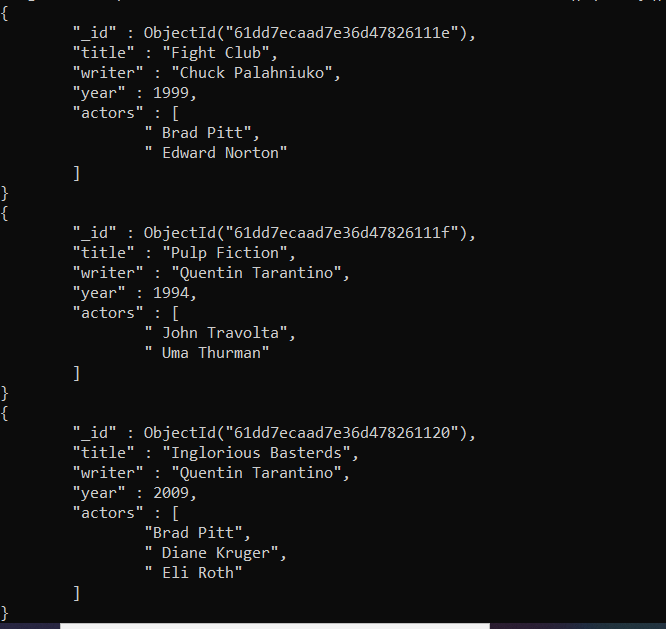 {
"_id" : ObjectId("61dd7ecaad7e36d47826111e"),
"title" : "Fight Club",
"writer" : "Chuck Palahniuko",
"year" : 1999,
"actors" : [
" Brad Pitt",
" Edward Norton"
]
}
{
"_id" : ObjectId("61dd7ecaad7e36d47826111f"),
"title" : "Pulp Fiction",
"writer" : "Quentin Tarantino",
"year" : 1994,
"actors" : [
" John Travolta",
" Uma Thurman"
]
}
{
"_id" : ObjectId("61dd7ecaad7e36d478261120"),
"title" : "Inglorious Basterds",
"writer" : "Quentin Tarantino",
"year" : 2009,
"actors" : [
"Brad Pitt",
" Diane Kruger",
" Eli Roth"
]
}